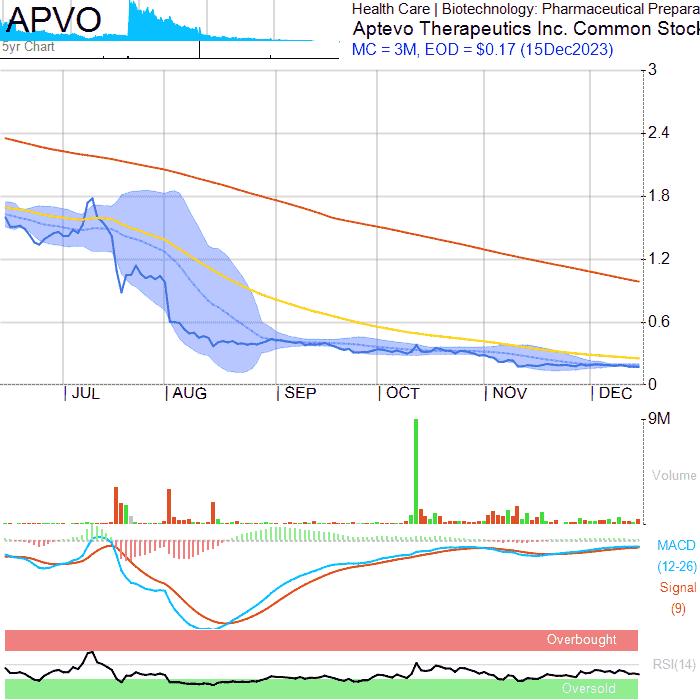 APVO
5yr Chart
Health Care | Biotechnology: Pharmaceutical Prepara
Aptevo Therapeutics Inc. Common Stock
MC = 3M, EOD = $0.17 (15Dec2023)
3
2.4
1.8
1.2
0.6
0
JUL AUG SEP OCT NOV DEC
9M
Volume
MACD
(12-26)
Signal
(9)
Overbought
RSI(14)
Oversold